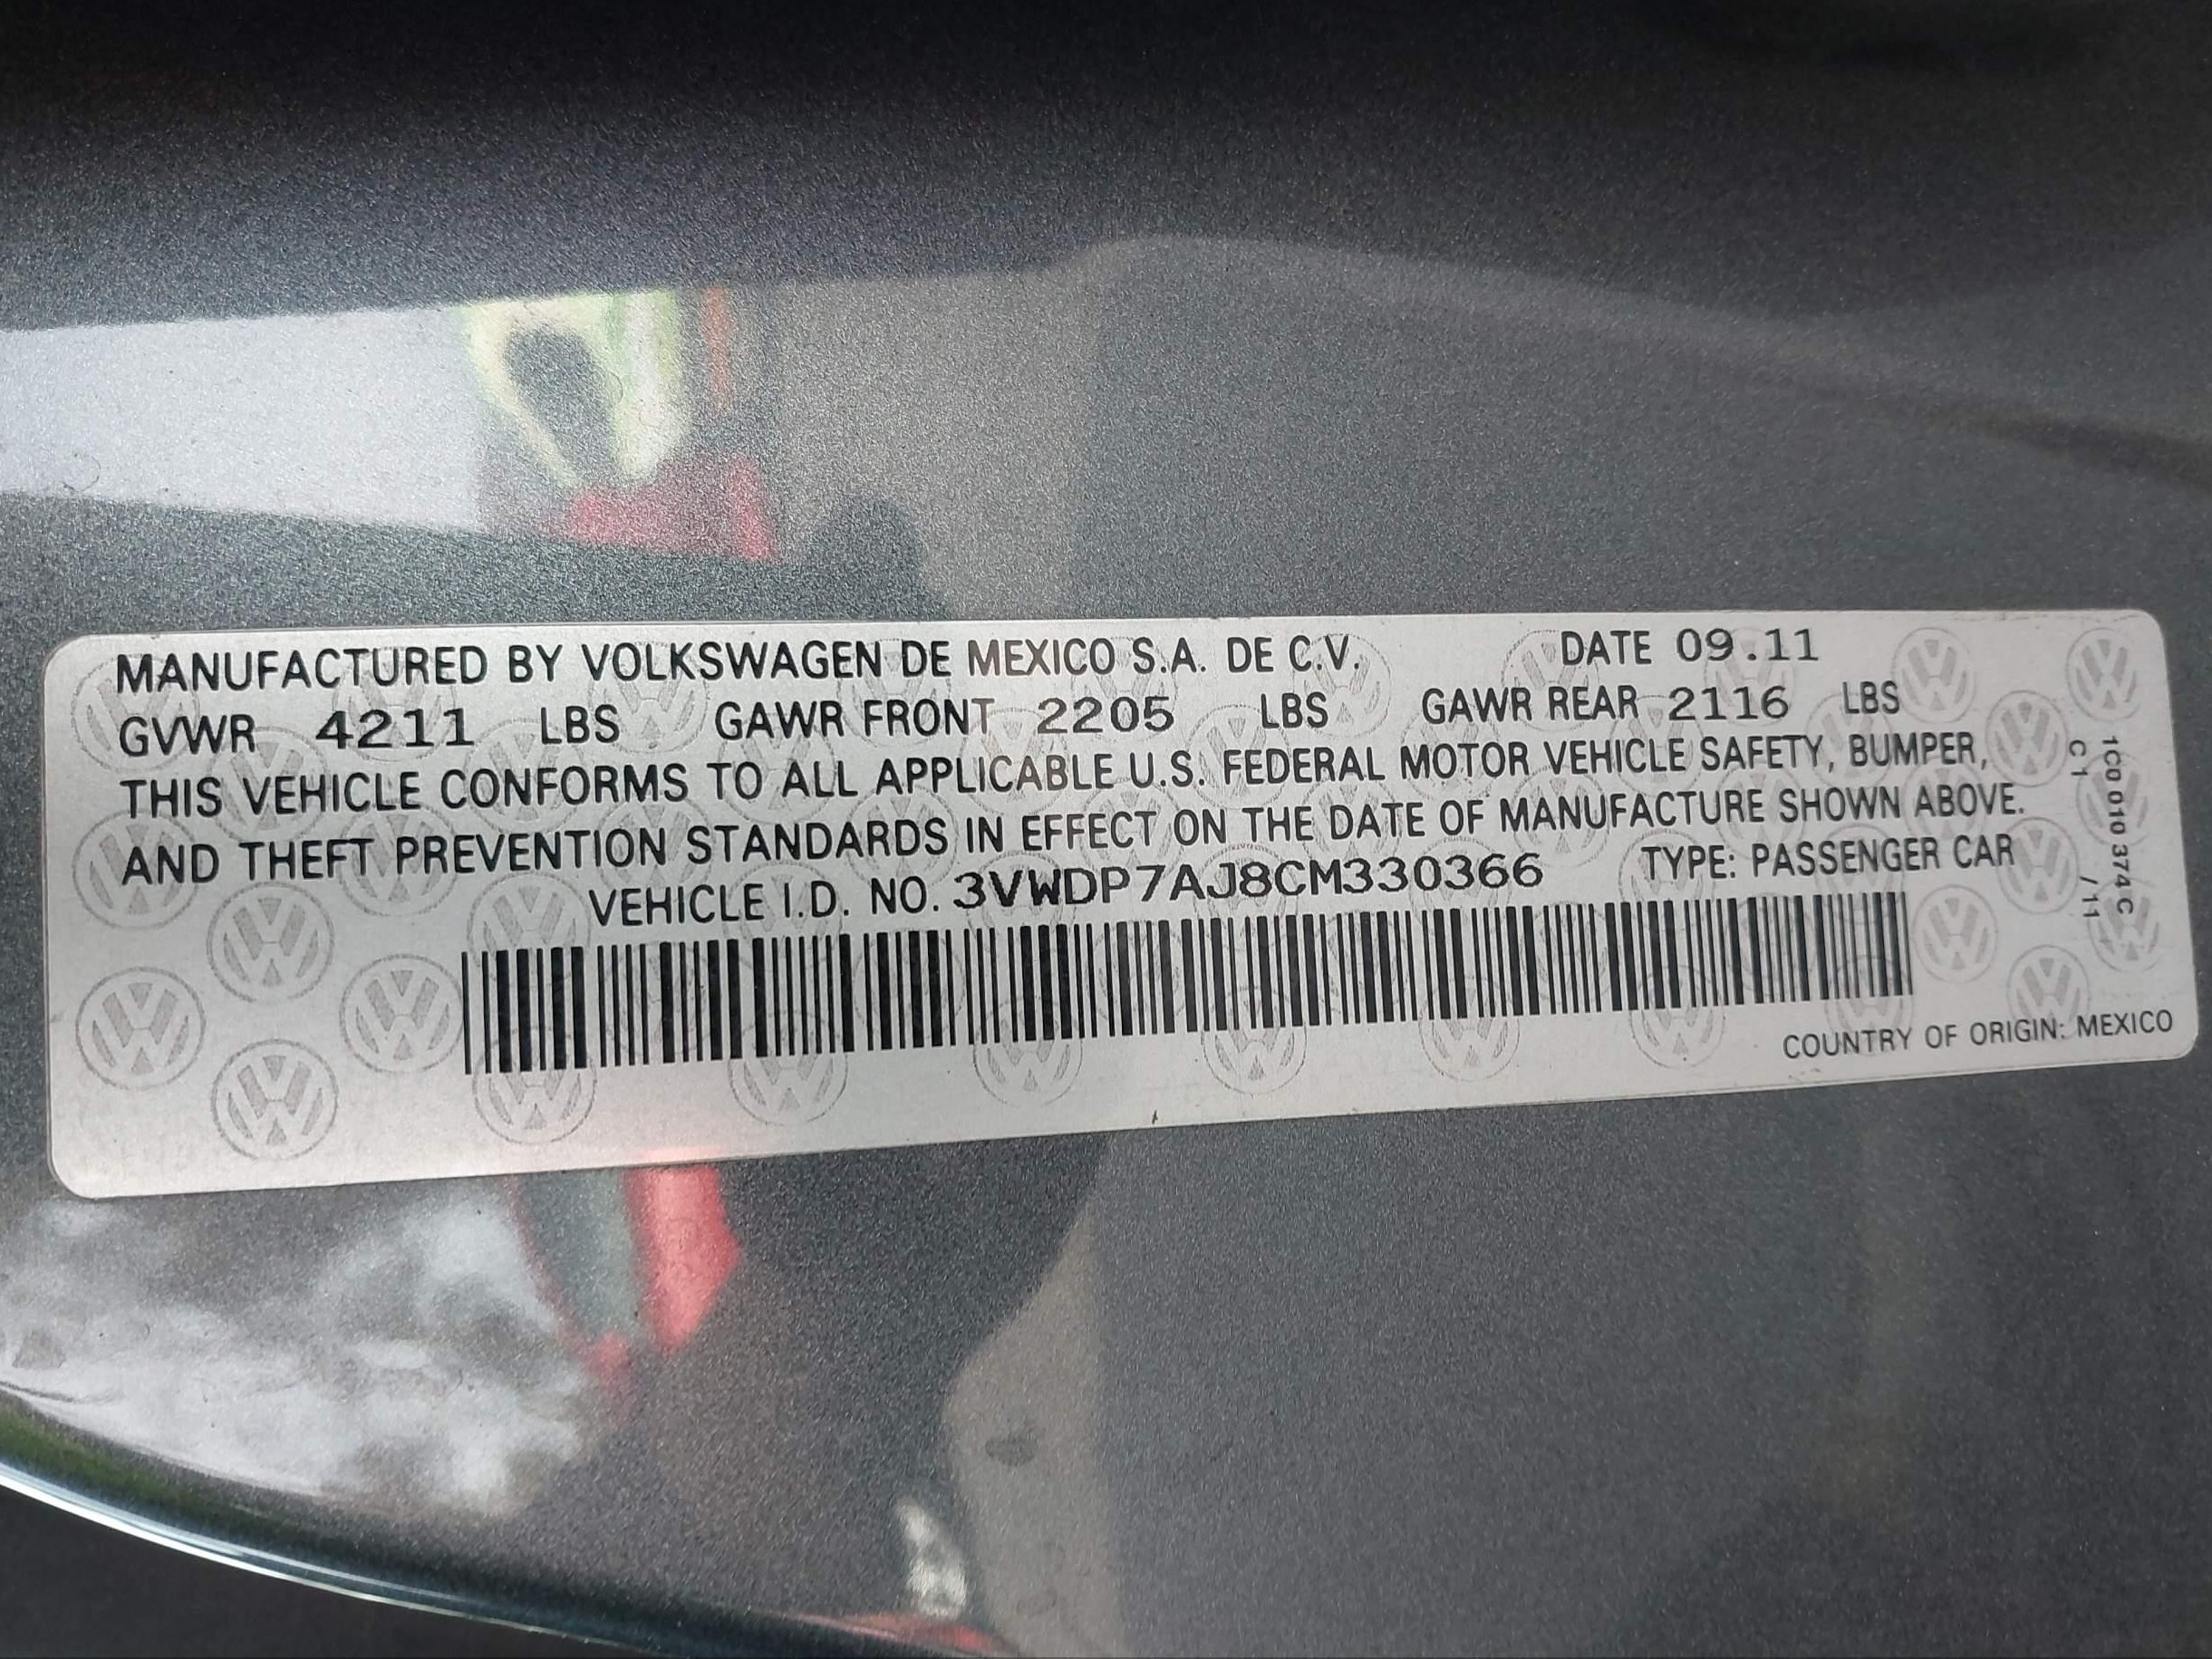 MANUFACTURED BY VOLKSWAGEN DE MEXICO S.A. DE C.V. DATE 09.11
GVWR 4211 LBS GAWR FRONT 2205 LBS GAWR REAR 2116 LBS
THIS VEHICLE CONFORMS TO ALL APPLICABLE U.S. FEDERAL MOTOR VEHICLE SAFETY, BUMPER,
AND THEFT PREVENTION STANDARDS IN EFFECT ON THE DATE OF MANUFACTURE SHOWN ABOVE.
VEHICLE I.D. NO. 3VWDP7AJ8CM330366 TYPE: PASSENGER CAR
COUNTRY OF ORIGIN: MEXICO
1C0 010 374 C
C1 /11